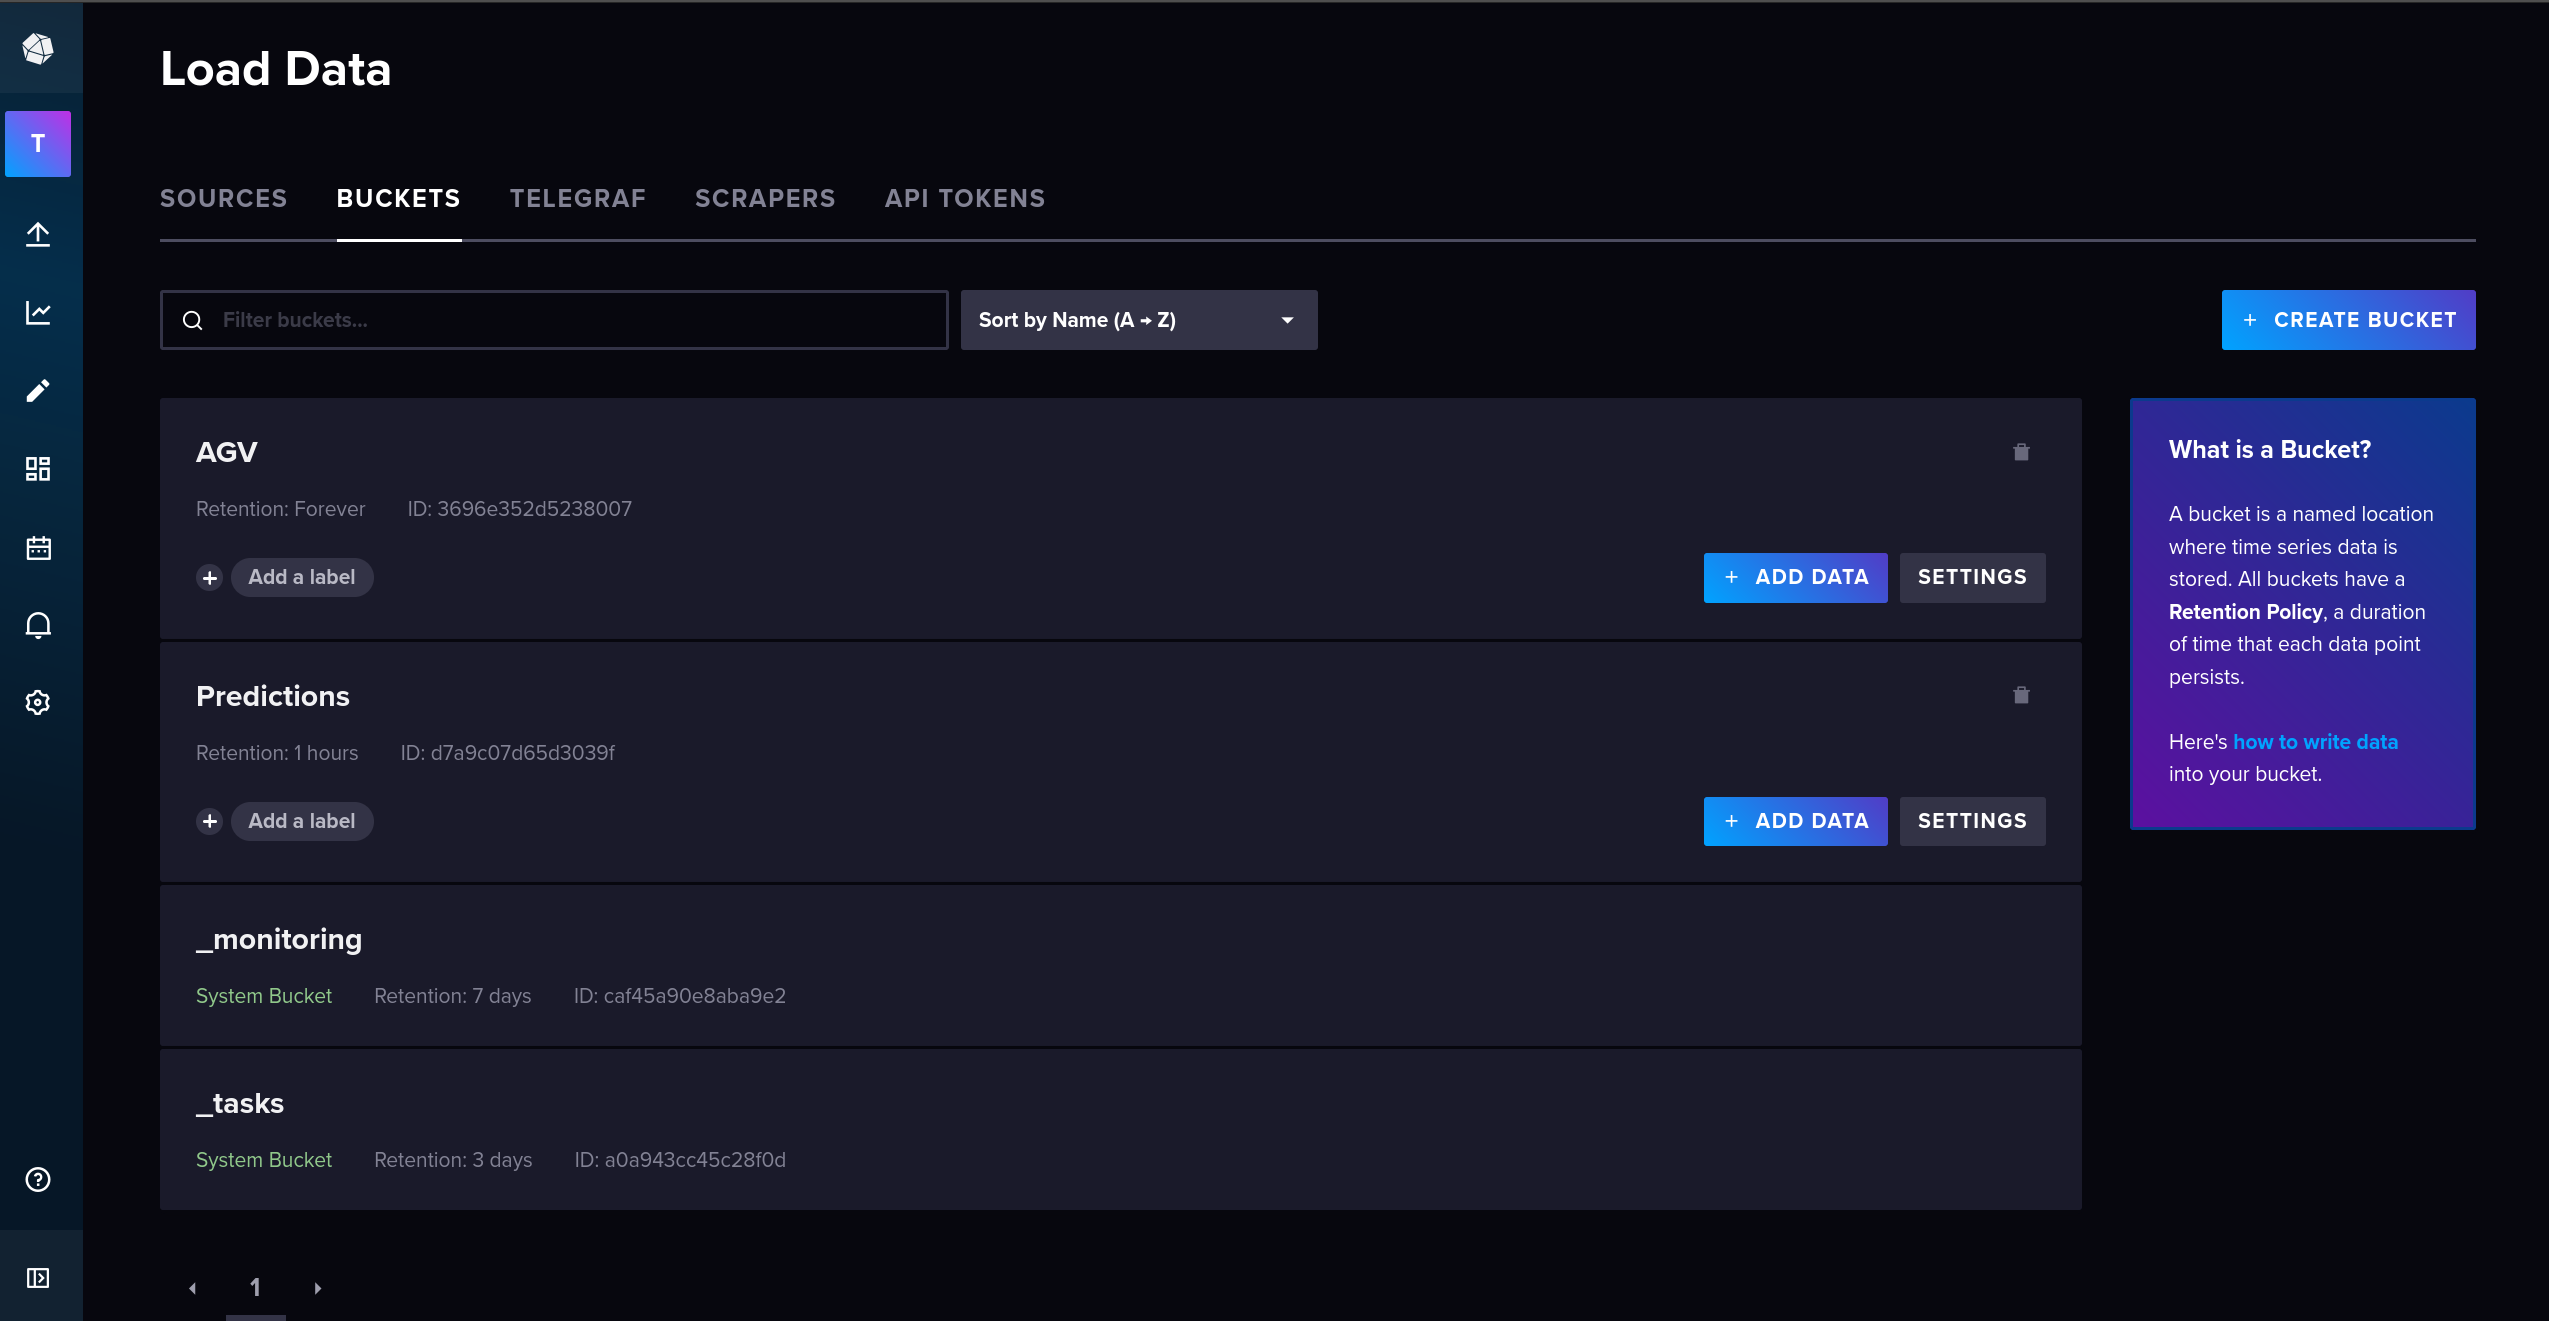 Load Data
T
SOURCES BUCKETS TELEGRAF SCRAPERS API TOKENS
Filter buckets...
Sort by Name (A → Z)
+ CREATE BUCKET
AGV
Retention: Forever ID: 3696e352d5238007
+ Add a label
+ ADD DATA SETTINGS
Predictions
Retention: 1 hours ID: d7a9c07d65d3039f
+ Add a label
+ ADD DATA SETTINGS
_monitoring
System Bucket Retention: 7 days ID: caf45a90e8aba9e2
_tasks
System Bucket Retention: 3 days ID: a0a943cc45c28f0d
1
What is a Bucket?
A bucket is a named location
where time series data is
stored. All buckets have a
Retention Policy, a duration
of time that each data point
persists.
Here's how to write data
into your bucket.